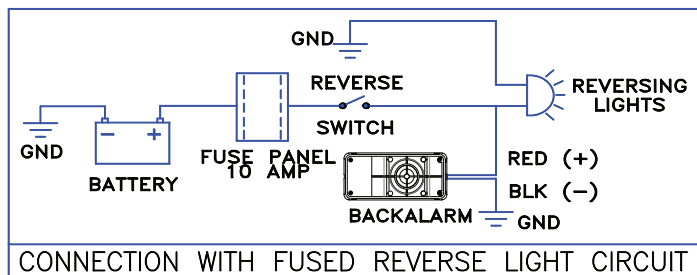 GND
REVERSE
SWITCH
REVERSING
LIGHTS
GND
BATTERY
FUSE PANEL
10 AMP
RED (+)
BLK (−)
BACKALARM
GND
CONNECTION WITH FUSED REVERSE LIGHT CIRCUIT